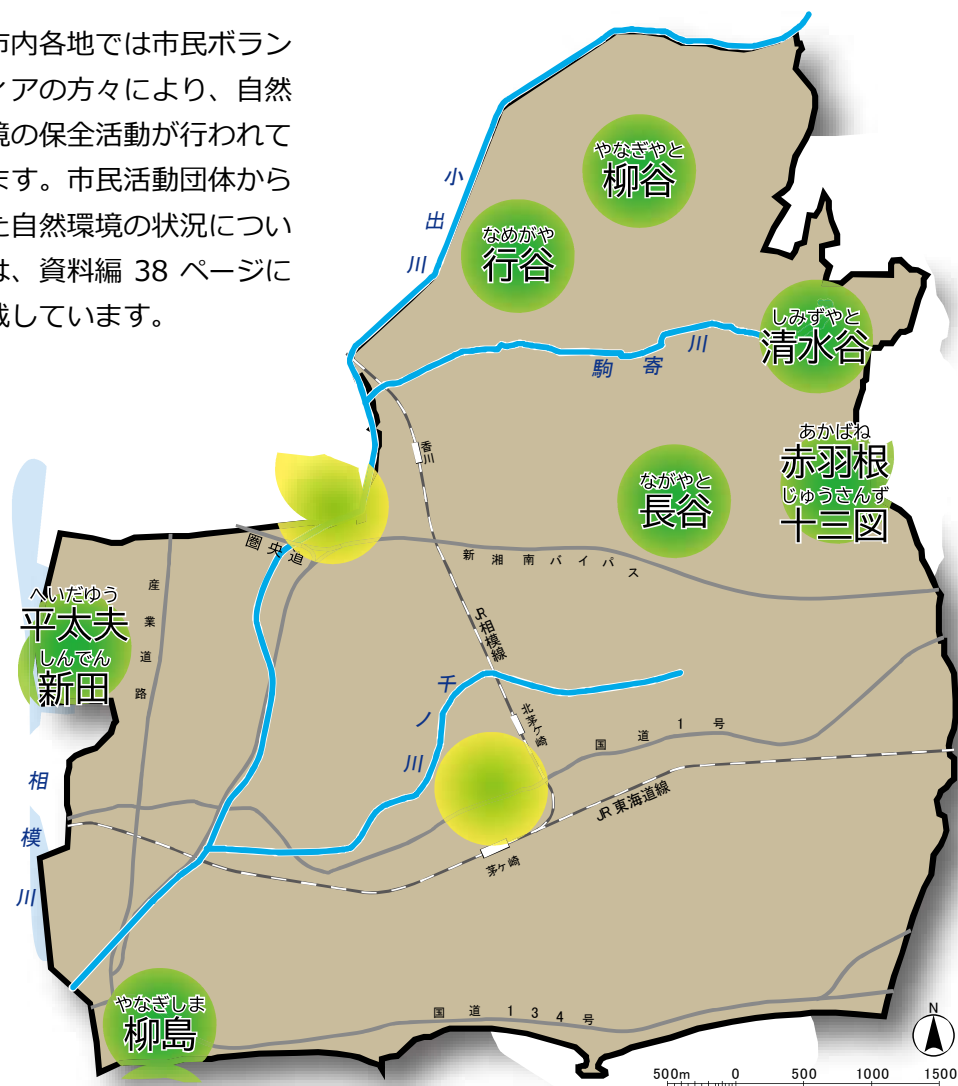 市内各地では市民ボラン
ィアの方々により、自然
境の保全活動が行われて
ます。市民活動団体から
た自然環境の状況につい
は、資料編 38 ページに
載しています。
小出川
やなぎやと
柳谷
なめがや
行谷
しみずやと
清水谷
駒寄川
香川
あかばね
赤羽根
じゅうさんず
十三図
ながやと
長谷
圏央道
新湘南バイパス
産業道路
へいだゆう
平太夫
しんでん
新田
JR相模線
千ノ川
北茅ケ崎
国道1号
JR東海道線
茅ケ崎
相模川
やなぎしま
柳島
国道134号
N
500m 0 500 1000 1500